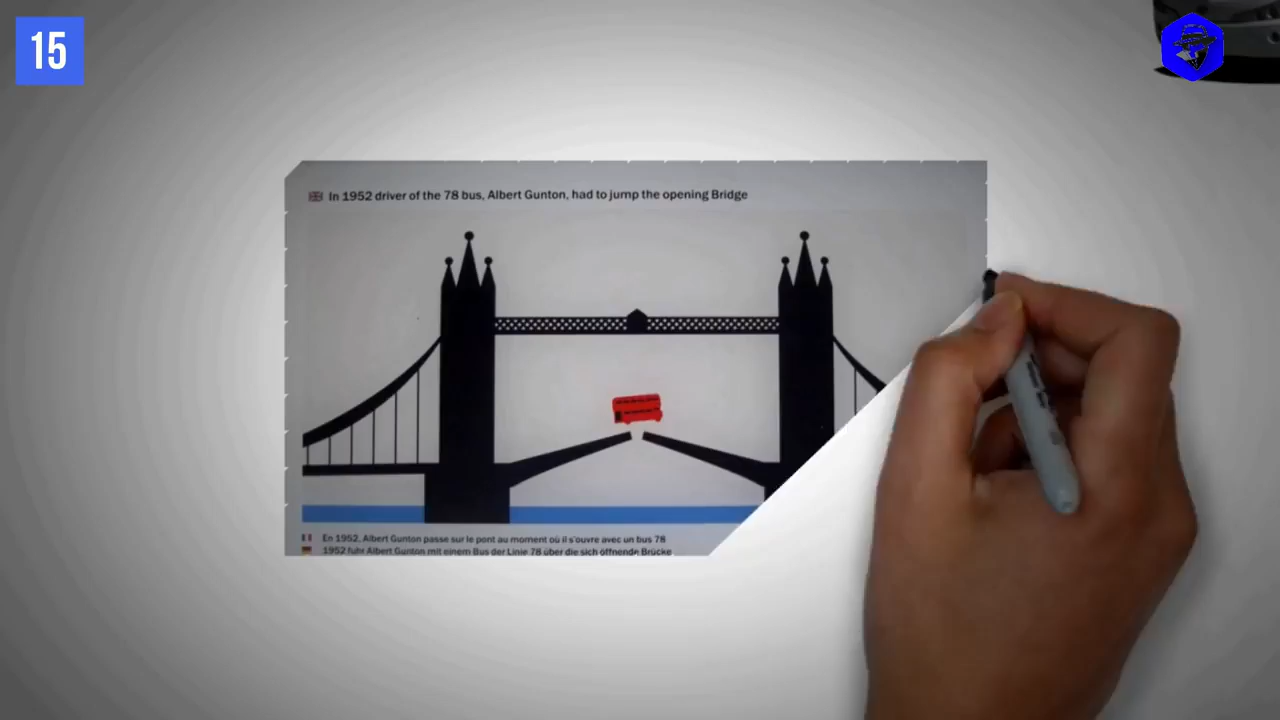 15
In 1952 driver of the 78 bus, Albert Gunton, had to jump the opening Bridge
En 1952, Albert Gunton passe sur le pont au moment où il s'ouvre avec un bus 78
1952 fuhr Albert Gunton mit einem Bus der Linie 78 über die sich öffnende Brücke